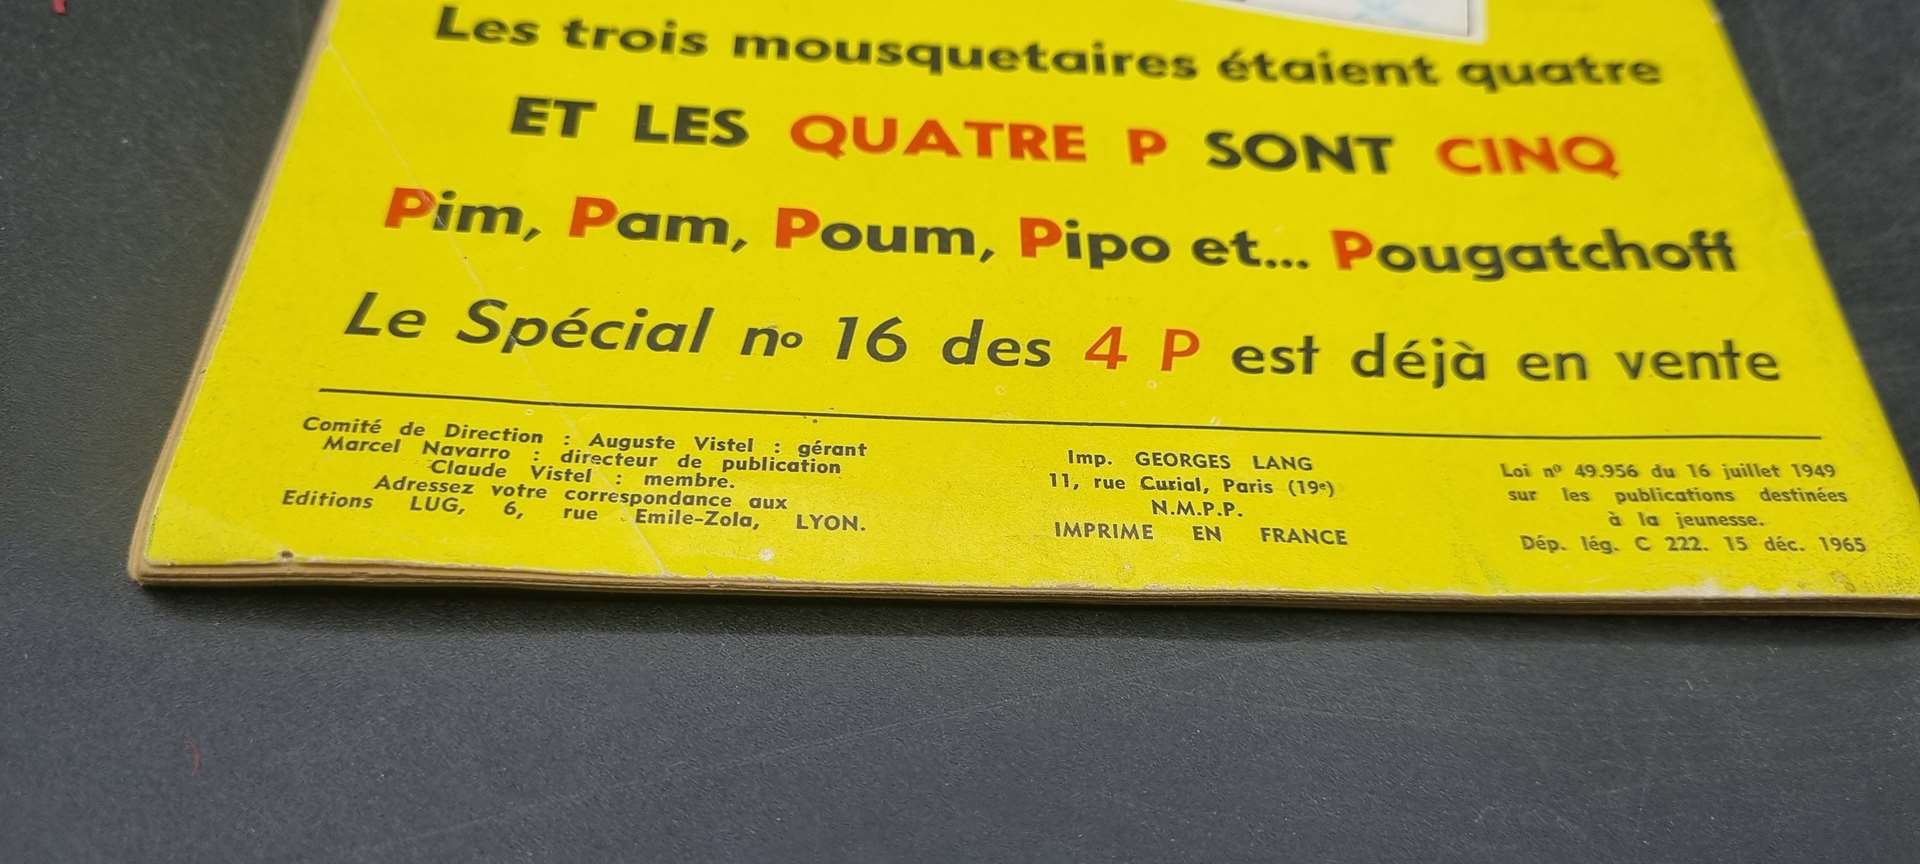 Les trois mousquetaires étaient quatre
ET LES QUATRE P SONT CINQ
Pim, Pam, Poum, Pipo et... Pougatchoff
Le Spécial nº 16 des 4 P est déjà en vente
Comité de Direction : Auguste Vistel : gérant
Marcel Navarro : directeur de publication
Claude Vistel : membre.
Adressez votre correspondance aux
Editions LUG, 6, rue Emile-Zola, LYON.
Imp. GEORGES LANG
11, rue Curial, Paris (19e)
N.M.P.P.
IMPRIME EN FRANCE
Loi nº 49.956 du 16 juillet 1949
sur les publications destinées
à la jeunesse.
Dép. lég. C 222. 15 déc. 1965